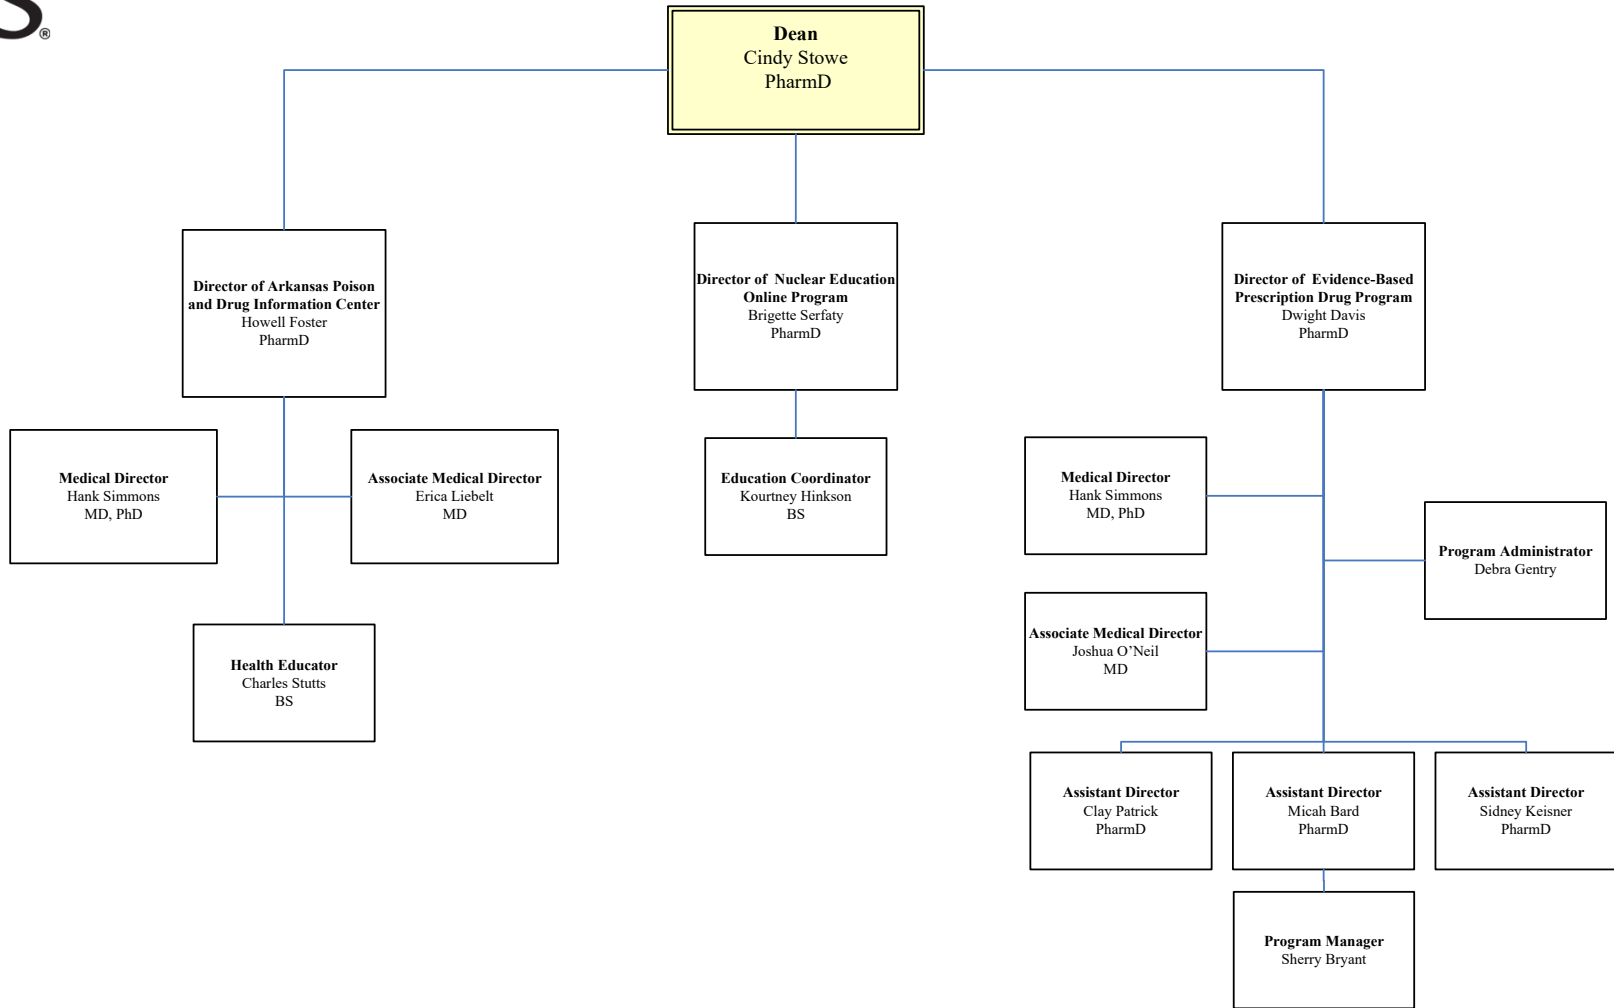 S®
Dean
Cindy Stowe
PharmD
Director of Arkansas Poison
and Drug Information Center
Howell Foster
PharmD
Director of Nuclear Education
Online Program
Brigette Serfaty
PharmD
Director of Evidence-Based
Prescription Drug Program
Dwight Davis
PharmD
Medical Director
Hank Simmons
MD, PhD
Associate Medical Director
Erica Liebelt
MD
Education Coordinator
Kourtney Hinkson
BS
Medical Director
Hank Simmons
MD, PhD
Program Administrator
Debra Gentry
Health Educator
Charles Stutts
BS
Associate Medical Director
Joshua O’Neil
MD
Assistant Director
Clay Patrick
PharmD
Assistant Director
Micah Bard
PharmD
Assistant Director
Sidney Keisner
PharmD
Program Manager
Sherry Bryant